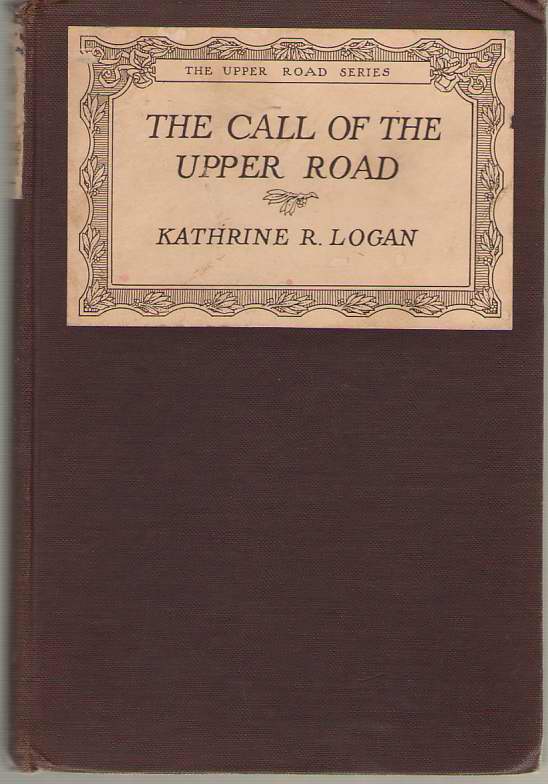 THE UPPER ROAD SERIES
THE CALL OF THE
UPPER ROAD
KATHRINE R. LOGAN